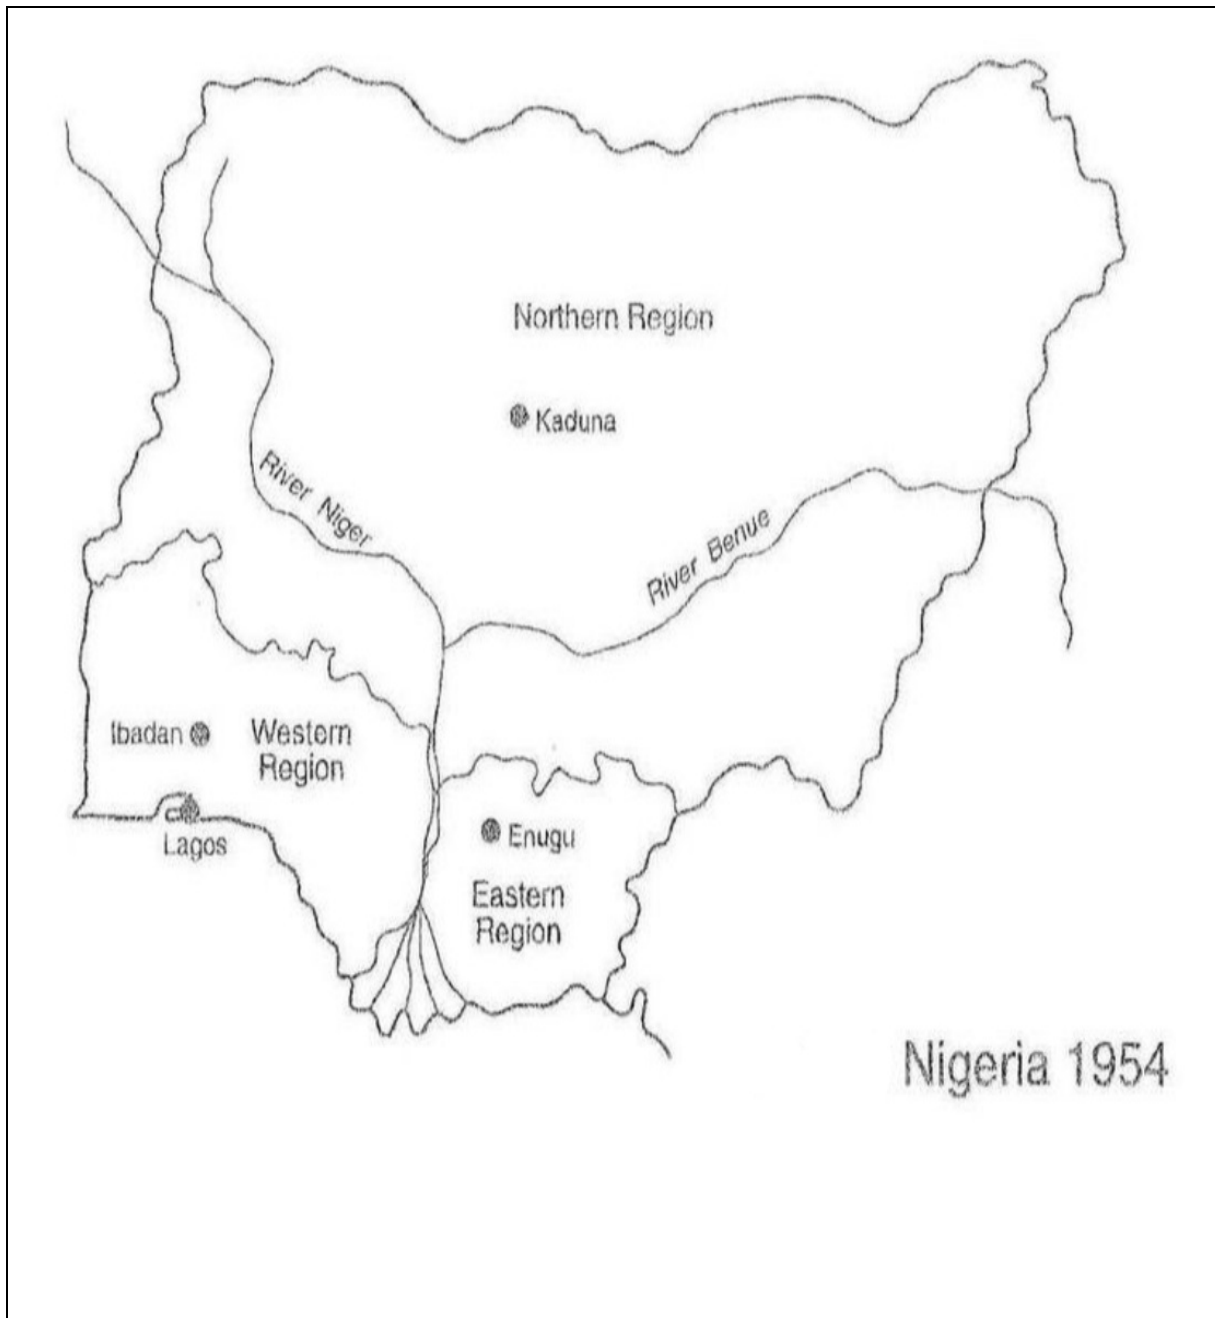 Northern Region
Kaduna
River Niger
River Benue
Ibadan
Western
Region
Lagos
Enugu
Eastern
Region
Nigeria 1954